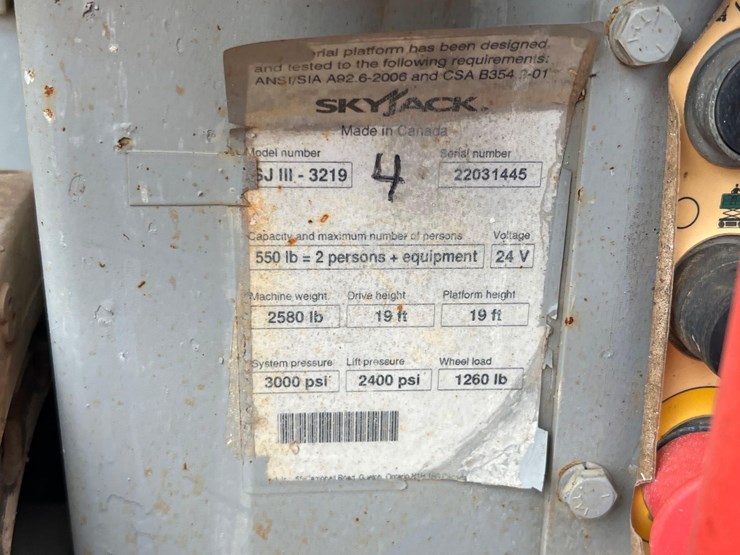 rial platform has been designed
and tested to the following requirements:
ANSI/SIA A92.6-2006 and CSA B354. -01
SKYJACK.
Made in Canada
Model number
SJ III - 3219
4
Serial number
22031445
Capacity and maximum number of persons
550 lb = 2 persons + equipment
Voltage
24 V
Machine weight
2580 lb
Drive height
19 ft
Platform height
19 ft
System pressure
3000 psi
Lift pressure
2400 psi
Wheel load
1260 lb